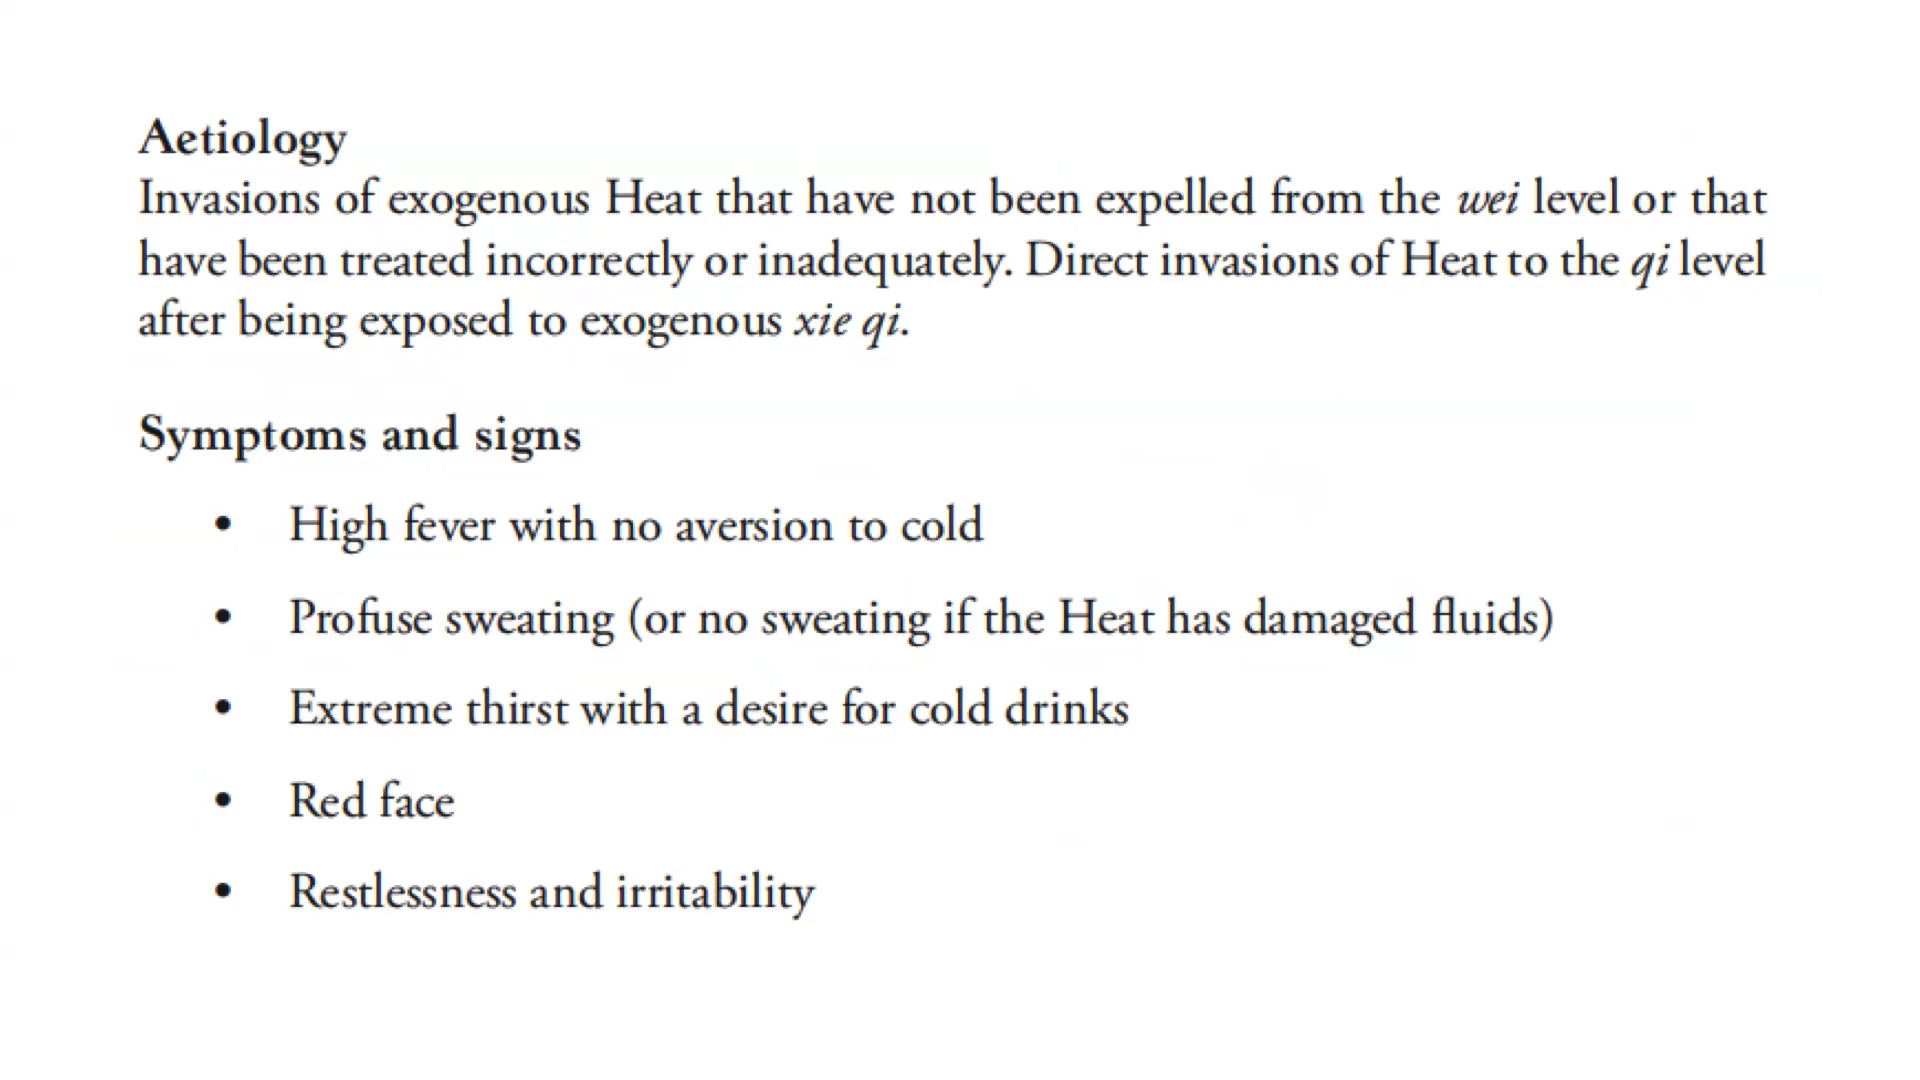 Aetiology
Invasions of exogenous Heat that have not been expelled from the wei level or that
have been treated incorrectly or inadequately. Direct invasions of Heat to the qi level
after being exposed to exogenous xie qi.
Symptoms and signs
• High fever with no aversion to cold
• Profuse sweating (or no sweating if the Heat has damaged fluids)
• Extreme thirst with a desire for cold drinks
• Red face
• Restlessness and irritability